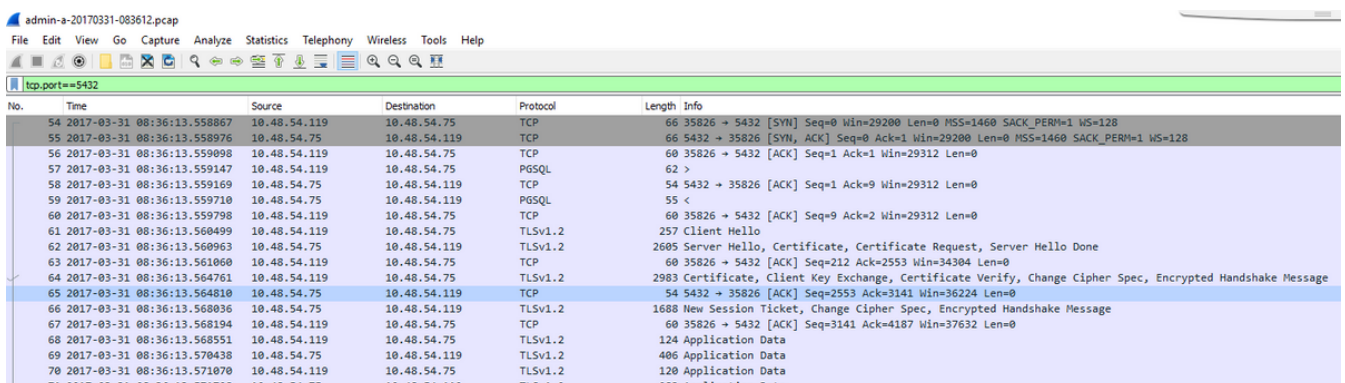 admin-a-20170331-083612.pcap
File Edit View Go Capture Analyze Statistics Telephony Wireless Tools Help
tcp.port==5432
No. Time Source Destination Protocol Length Info
54 2017-03-31 08:36:13.558867 10.48.54.119 10.48.54.75 TCP 66 35826 → 5432 [SYN] Seq=0 Win=29200 Len=0 MSS=1460 SACK_PERM=1 WS=128
55 2017-03-31 08:36:13.558976 10.48.54.75 10.48.54.119 TCP 66 5432 → 35826 [SYN, ACK] Seq=0 Ack=1 Win=29200 Len=0 MSS=1460 SACK_PERM=1 WS=128
56 2017-03-31 08:36:13.559098 10.48.54.119 10.48.54.75 TCP 60 35826 → 5432 [ACK] Seq=1 Ack=1 Win=29312 Len=0
57 2017-03-31 08:36:13.559147 10.48.54.119 10.48.54.75 PGSQL 62 >
58 2017-03-31 08:36:13.559169 10.48.54.75 10.48.54.119 TCP 54 5432 → 35826 [ACK] Seq=1 Ack=9 Win=29312 Len=0
59 2017-03-31 08:36:13.559710 10.48.54.75 10.48.54.119 PGSQL 55 <
60 2017-03-31 08:36:13.559798 10.48.54.119 10.48.54.75 TCP 60 35826 → 5432 [ACK] Seq=9 Ack=2 Win=29312 Len=0
61 2017-03-31 08:36:13.560499 10.48.54.119 10.48.54.75 TLSv1.2 257 Client Hello
62 2017-03-31 08:36:13.560963 10.48.54.75 10.48.54.119 TLSv1.2 2605 Server Hello, Certificate, Certificate Request, Server Hello Done
63 2017-03-31 08:36:13.561060 10.48.54.119 10.48.54.75 TCP 60 35826 → 5432 [ACK] Seq=212 Ack=2553 Win=34304 Len=0
64 2017-03-31 08:36:13.564761 10.48.54.119 10.48.54.75 TLSv1.2 2983 Certificate, Client Key Exchange, Certificate Verify, Change Cipher Spec, Encrypted Handshake Message
65 2017-03-31 08:36:13.564810 10.48.54.75 10.48.54.119 TCP 54 5432 → 35826 [ACK] Seq=2553 Ack=3141 Win=36224 Len=0
66 2017-03-31 08:36:13.568036 10.48.54.75 10.48.54.119 TLSv1.2 1688 New Session Ticket, Change Cipher Spec, Encrypted Handshake Message
67 2017-03-31 08:36:13.568194 10.48.54.119 10.48.54.75 TCP 60 35826 → 5432 [ACK] Seq=3141 Ack=4187 Win=37632 Len=0
68 2017-03-31 08:36:13.568551 10.48.54.119 10.48.54.75 TLSv1.2 124 Application Data
69 2017-03-31 08:36:13.570438 10.48.54.75 10.48.54.119 TLSv1.2 406 Application Data
70 2017-03-31 08:36:13.571070 10.48.54.119 10.48.54.75 TLSv1.2 120 Application Data